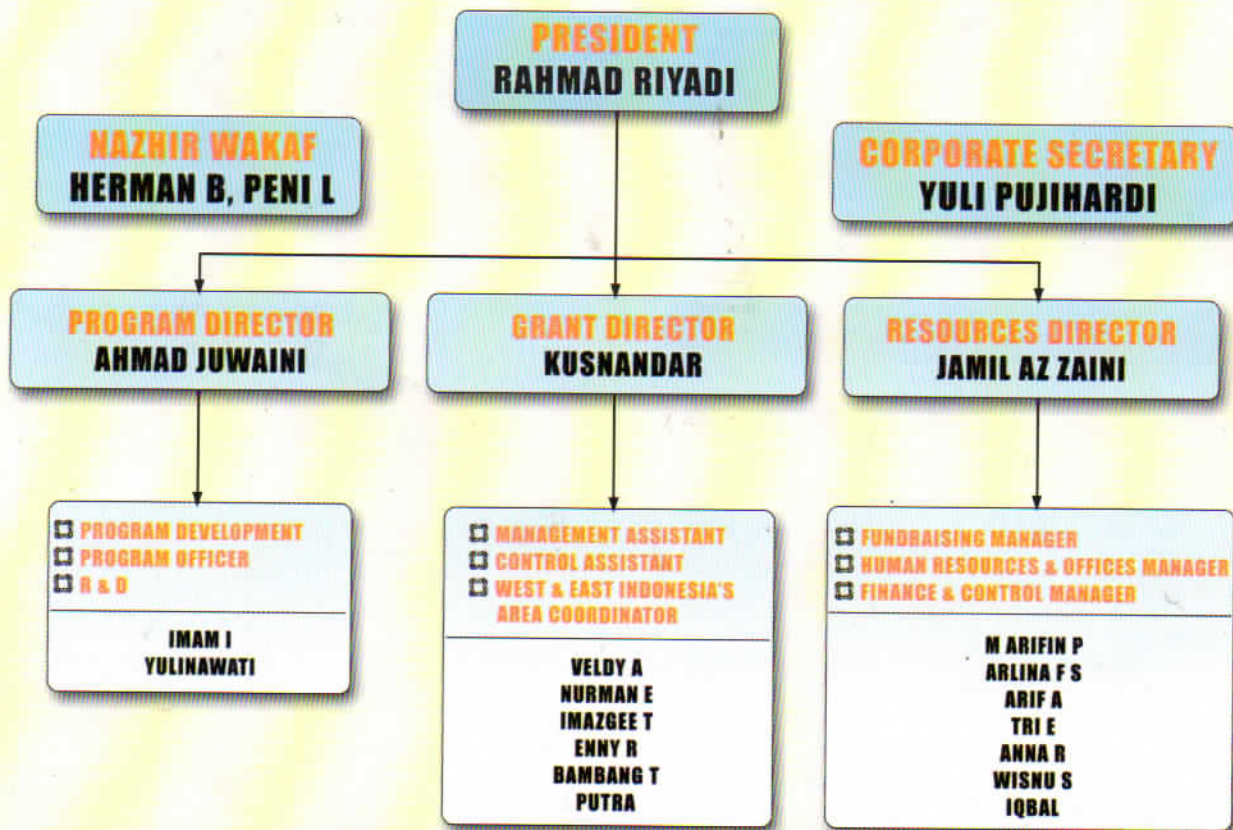 PRESIDENT
RAHMAD RIYADI
NAZHIR WAKAF
HERMAN B, PENI L
CORPORATE SECRETARY
YULI PUJIHARDI
PROGRAM DIRECTOR
AHMAD JUWAINI
GRANT DIRECTOR
KUSNANDAR
RESOURCES DIRECTOR
JAMIL AZ ZAINI
PROGRAM DEVELOPMENT
PROGRAM OFFICER
R & D
IMAM I
YULINAWATI
MANAGEMENT ASSISTANT
CONTROL ASSISTANT
WEST & EAST INDONESIA'S
AREA COORDINATOR
VELDY A
NURMAN E
IMAZGEE T
ENNY R
BAMBANG T
PUTRA
FUNDRAISING MANAGER
HUMAN RESOURCES & OFFICES MANAGER
FINANCE & CONTROL MANAGER
M ARIFIN P
ARLINA F S
ARIF A
TRI E
ANNA R
WISNU S
IQBAL